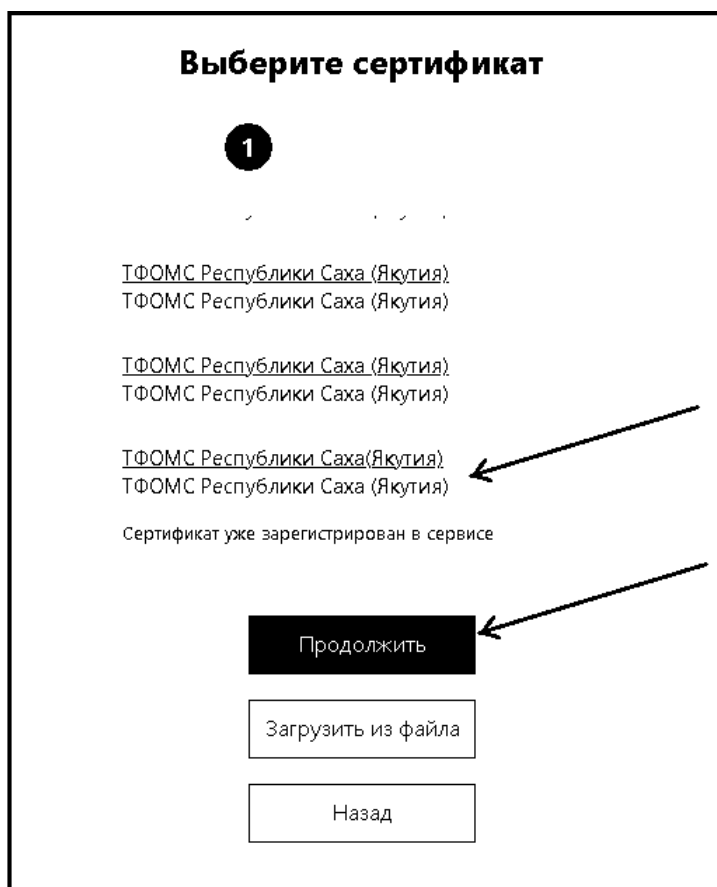 Выберите сертификат
1
ТФОМС Республики Саха (Якутия)
ТФОМС Республики Саха (Якутия)
ТФОМС Республики Саха (Якутия)
ТФОМС Республики Саха (Якутия)
ТФОМС Республики Саха(Якутия)
ТФОМС Республики Саха (Якутия)
Сертификат уже зарегистрирован в сервисе
Продолжить
Загрузить из файла
Назад